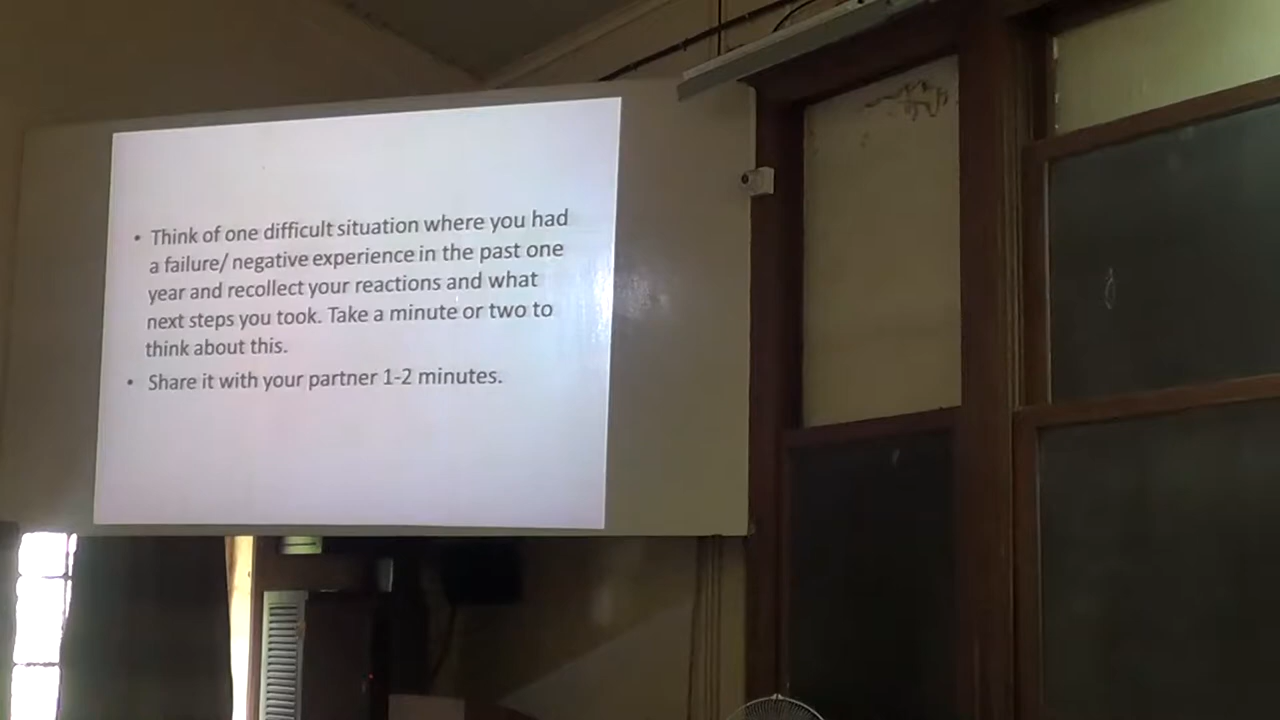 • Think of one difficult situation where you had
a failure/ negative experience in the past one
year and recollect your reactions and what
next steps you took. Take a minute or two to
think about this.
• Share it with your partner 1-2 minutes.